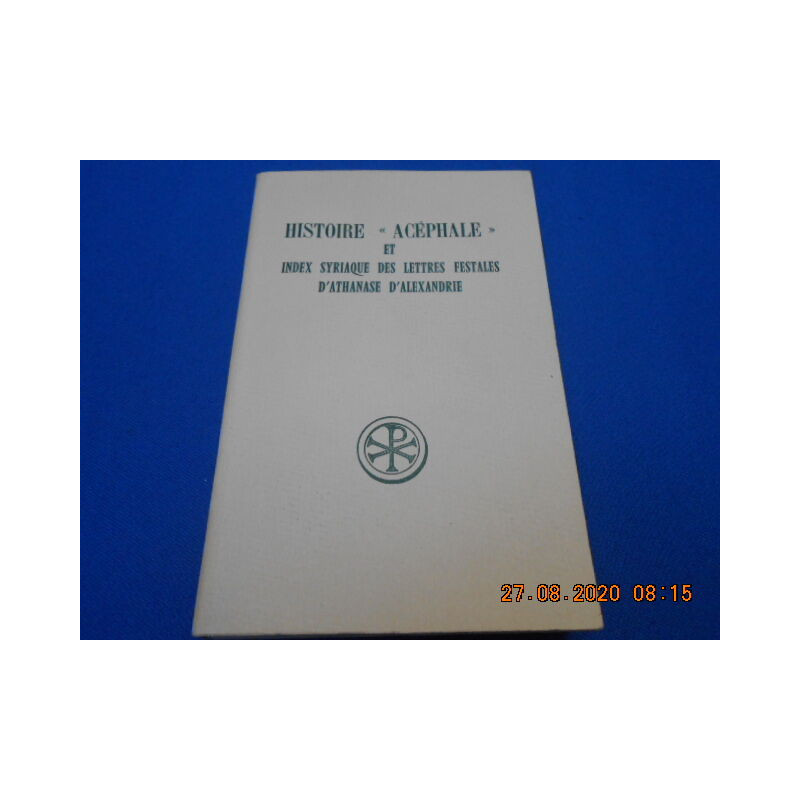 HISTOIRE « ACÉPHALE »
ET
INDEX SYRIAQUE DES LETTRES FESTALES
D'ATHANASE D'ALEXANDRIE
27.08.2020 08:15